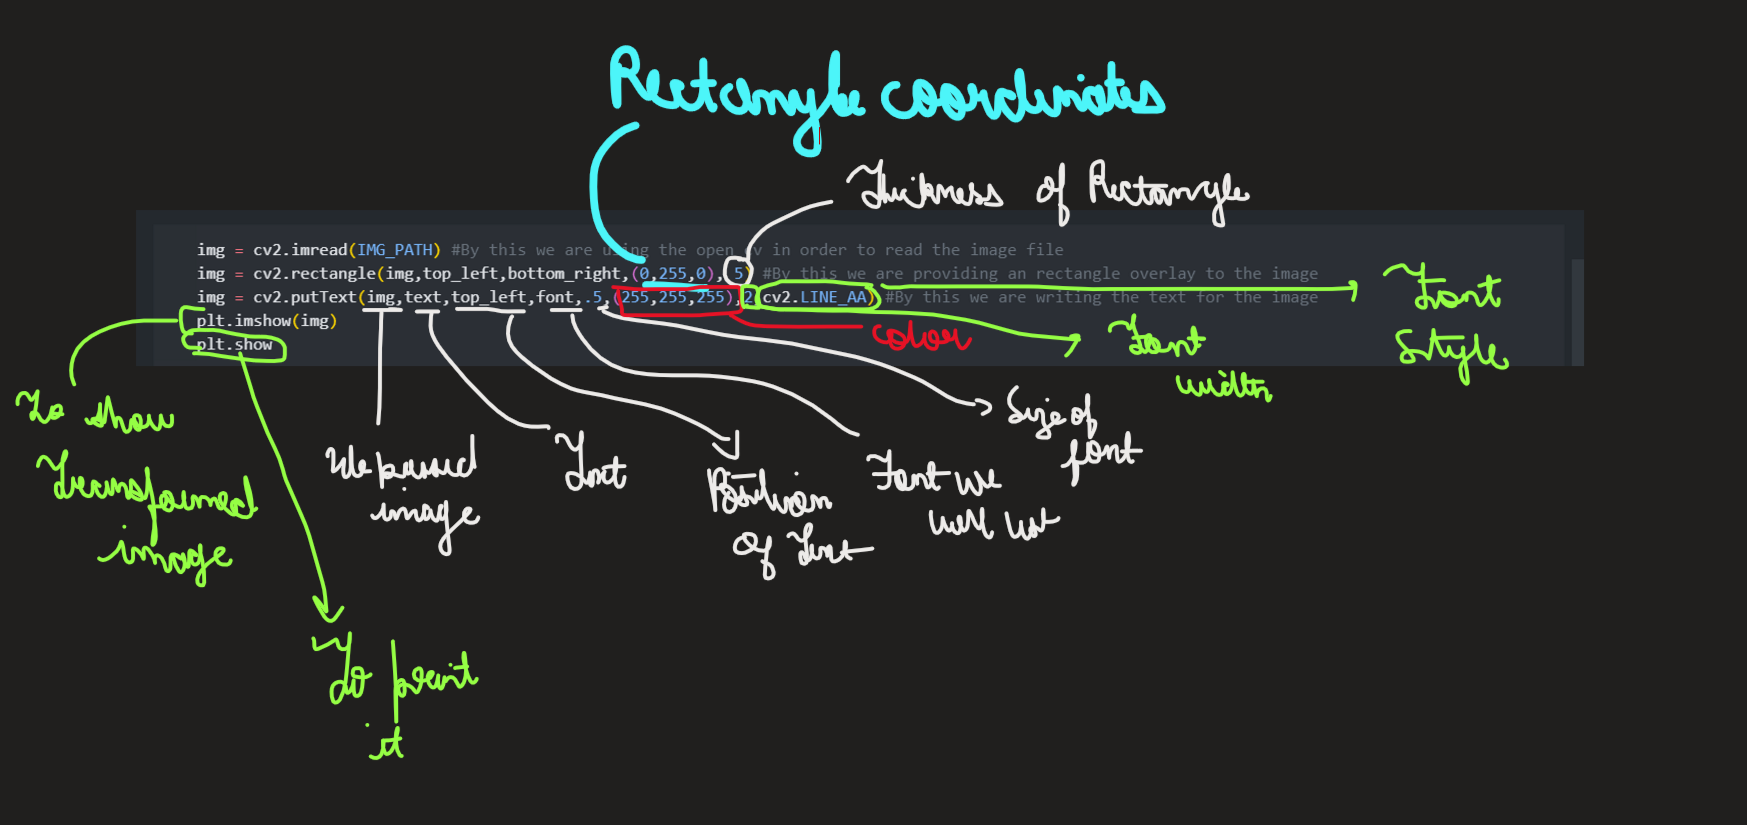 Rectangle coordinates
Thickness of Rectangle
img = cv2.imread(IMG_PATH) #By this we are using the open cv in order to read the image file
img = cv2.rectangle(img,top_left,bottom_right,(0,255,0), 5) #By this we are providing an rectangle overlay to the image
img = cv2.putText(img,text,top_left,font,.5,(255,255,255),2,cv2.LINE_AA) #By this we are writing the text for the image
plt.imshow(img)
plt.show
Font
Style
color
Font
width
To show
Transformed
image
We passed
image
Text
Position
Of Text
Font we
will use
Size of
font
To print
it